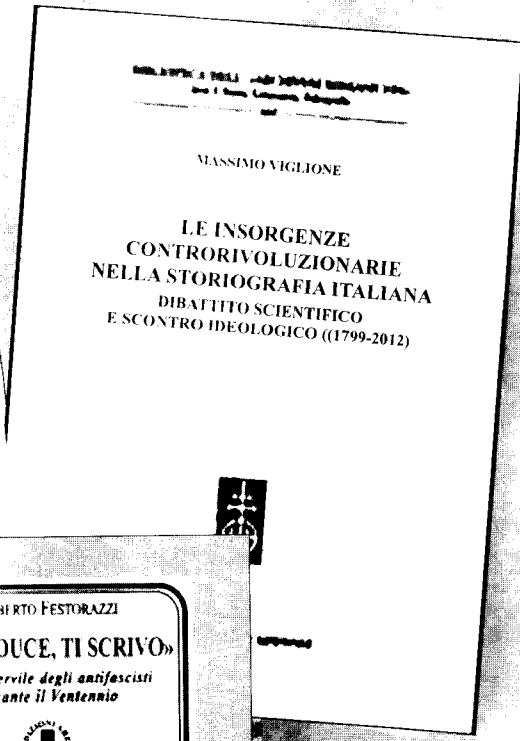 MASSIMO VIGLIONE
LE INSORGENZE
CONTRORIVOLUZIONARIE
NELLA STORIOGRAFIA ITALIANA
DIBATTITO SCIENTIFICO
E SCONTRO IDEOLOGICO ((1799-2012)
BERTO FESTORAZZI
DUCE, TI SCRIVO»
ervile degli antifascisti
ante il Ventennio